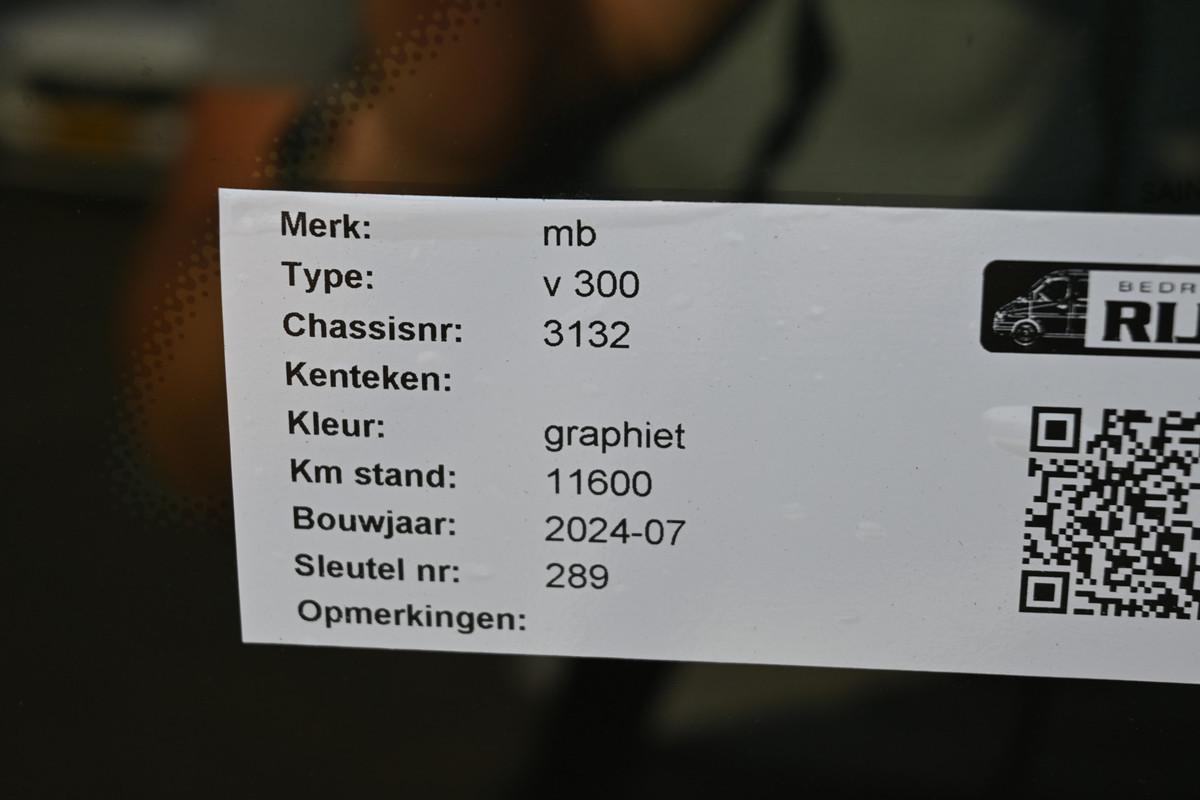 Merk: mb
Type: v 300
Chassisnr: 3132
Kenteken:
Kleur: graphiet
Km stand: 11600
Bouwjaar: 2024-07
Sleutel nr: 289
Opmerkingen:
BEDR
RIJ